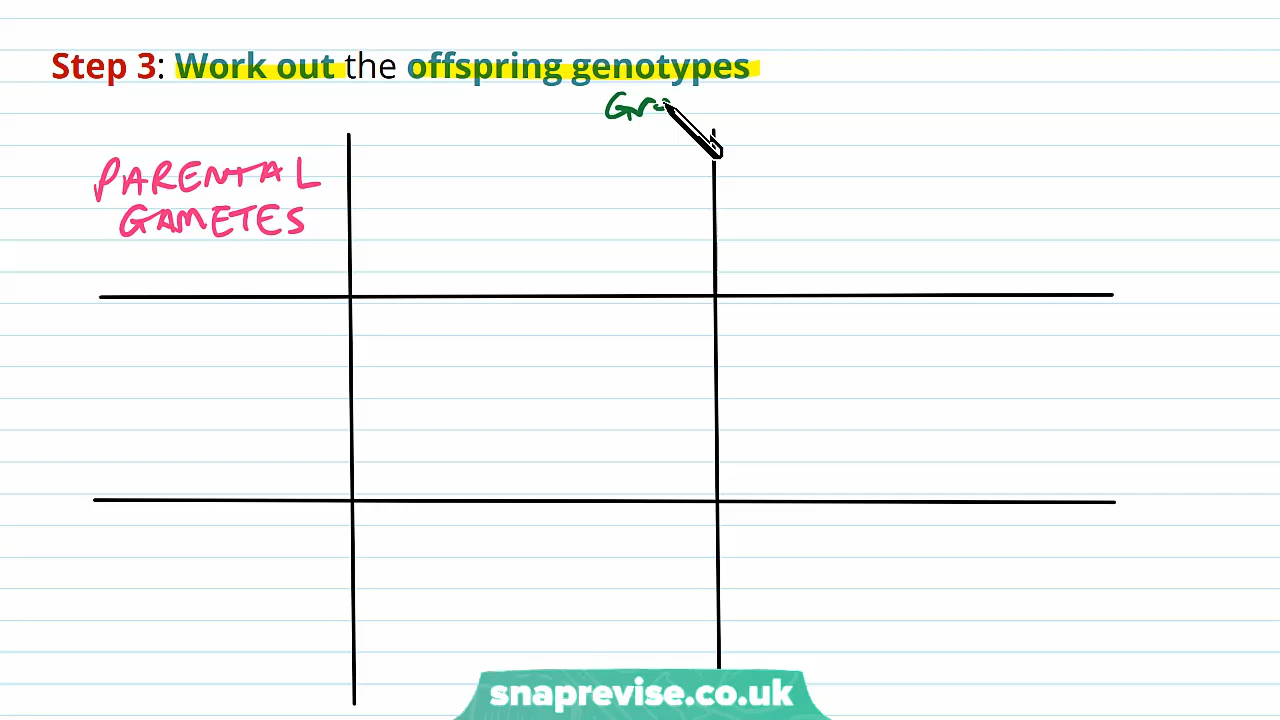 Step 3: Work out the offspring genotypes
PARENTAL
GAMETES
snaprevise.co.uk